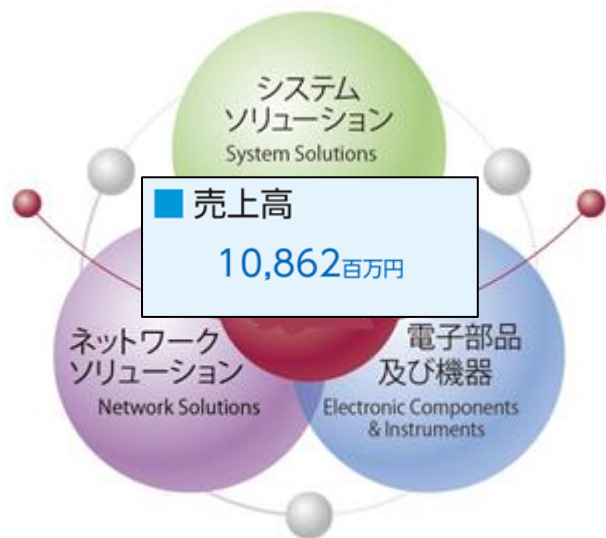 システム
ソリューション
System Solutions
■ 売上高
10,862百万円
ネットワーク
ソリューション
Network Solutions
電子部品
及び機器
Electronic Components
& Instruments